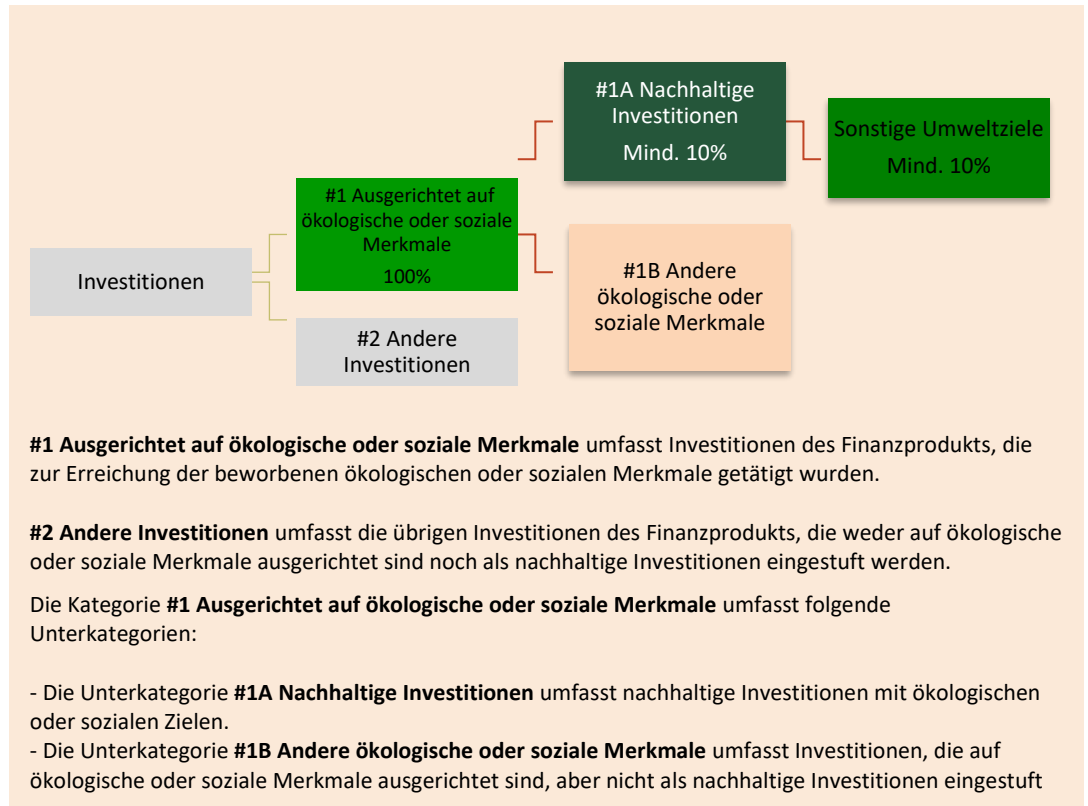 #1A Nachhaltige
Investitionen
Mind. 10%
Sonstige Umweltziele
Mind. 10%
#1 Ausgerichtet auf
ökologische oder soziale
Merkmale
100%
Investitionen
#1B Andere
ökologische oder
soziale Merkmale
#2 Andere
Investitionen
#1 Ausgerichtet auf ökologische oder soziale Merkmale umfasst Investitionen des Finanzprodukts, die
zur Erreichung der beworbenen ökologischen oder sozialen Merkmale getätigt wurden.
#2 Andere Investitionen umfasst die übrigen Investitionen des Finanzprodukts, die weder auf ökologische
oder soziale Merkmale ausgerichtet sind noch als nachhaltige Investitionen eingestuft werden.
Die Kategorie #1 Ausgerichtet auf ökologische oder soziale Merkmale umfasst folgende
Unterkategorien:
- Die Unterkategorie #1A Nachhaltige Investitionen umfasst nachhaltige Investitionen mit ökologischen
oder sozialen Zielen.
- Die Unterkategorie #1B Andere ökologische oder soziale Merkmale umfasst Investitionen, die auf
ökologische oder soziale Merkmale ausgerichtet sind, aber nicht als nachhaltige Investitionen eingestuft